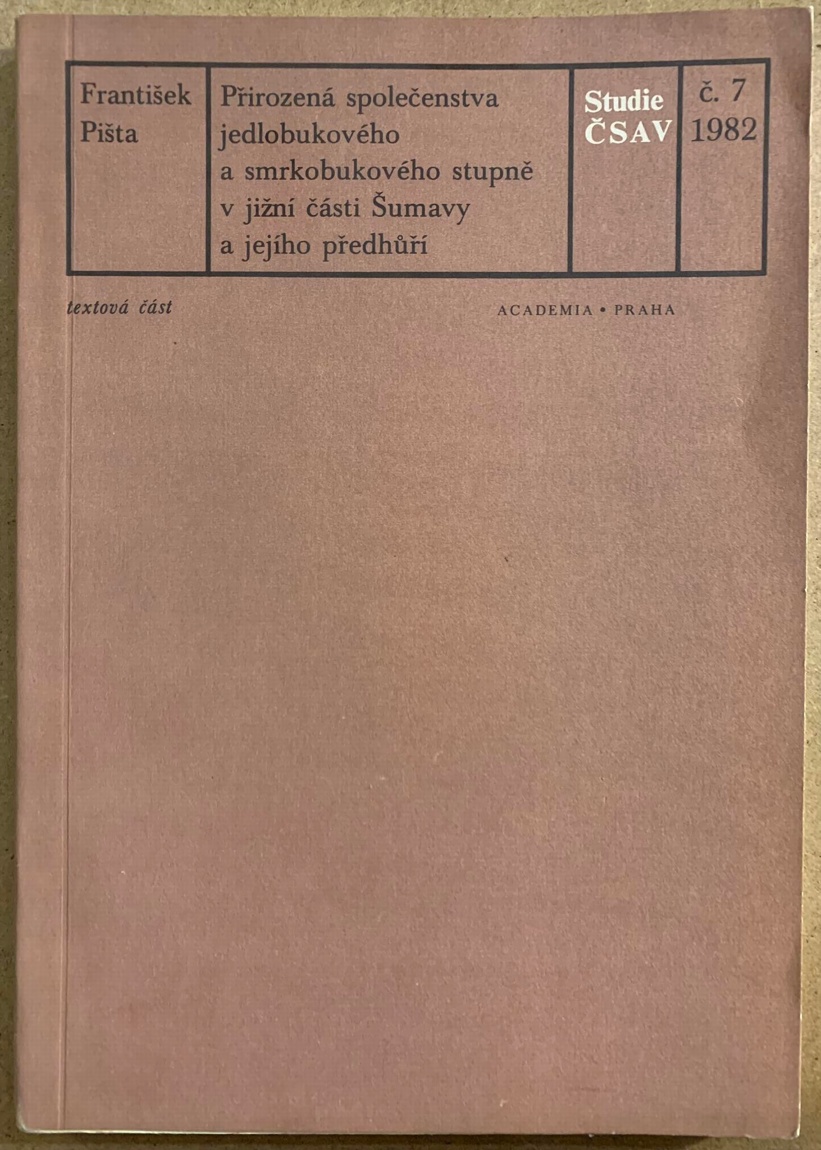 František
Pišta
Přirozená společenstva
jedlobukového
a smrkobukového stupně
v jižní části Šumavy
a jejího předhůří
Studie
ČSAV
č. 7
1982
textová část
ACADEMIA • PRAHA